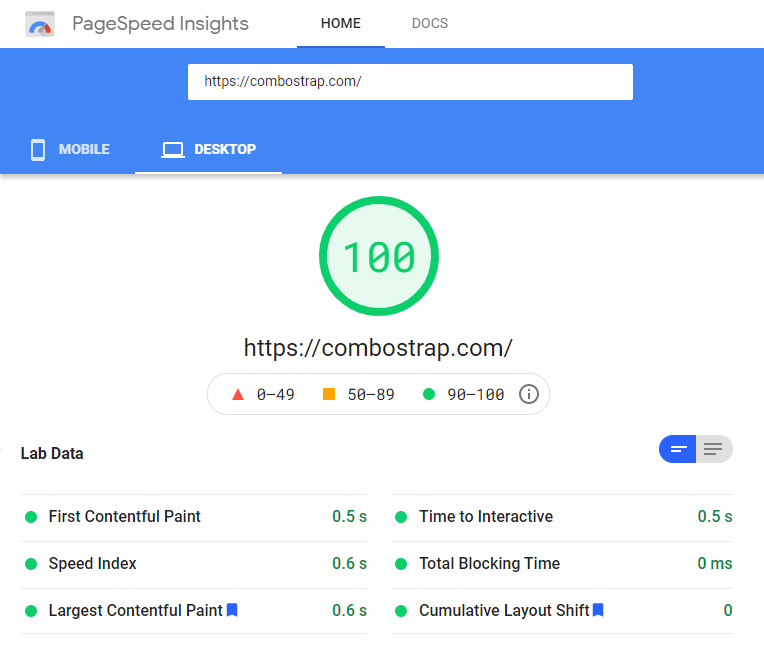 PageSpeed Insights HOME DOCS
https://combostrap.com/
MOBILE DESKTOP
100
https://combostrap.com/
0–49 50–89 90–100
Lab Data
First Contentful Paint 0.5 s Time to Interactive 0.5 s
Speed Index 0.6 s Total Blocking Time 0 ms
Largest Contentful Paint 0.6 s Cumulative Layout Shift 0